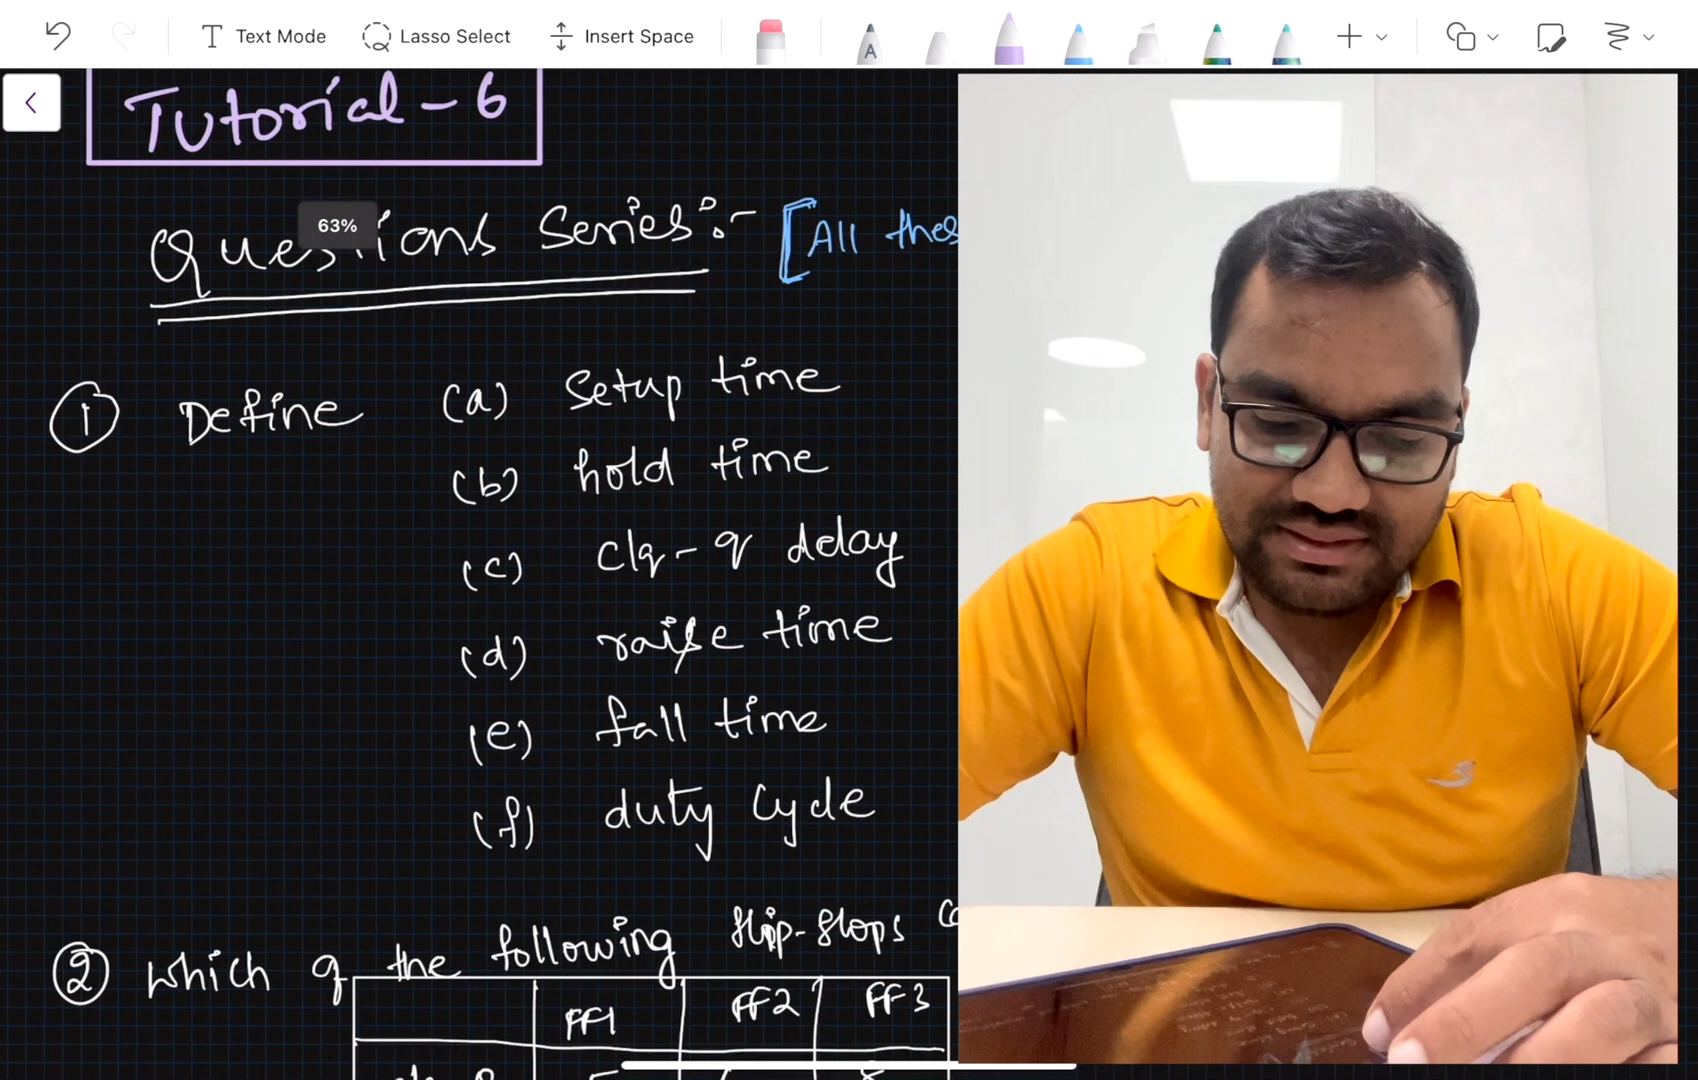 Text Mode
Lasso Select
Insert Space
A
Tutorial - 6
63%
Questions Series:- [All thes
① Define (a) Setup time
(b) hold time
(c) clq - q delay
(d) raise time
(e) fall time
(f) duty cycle
② Which of the following flip-flops
FF1 FF2 FF3